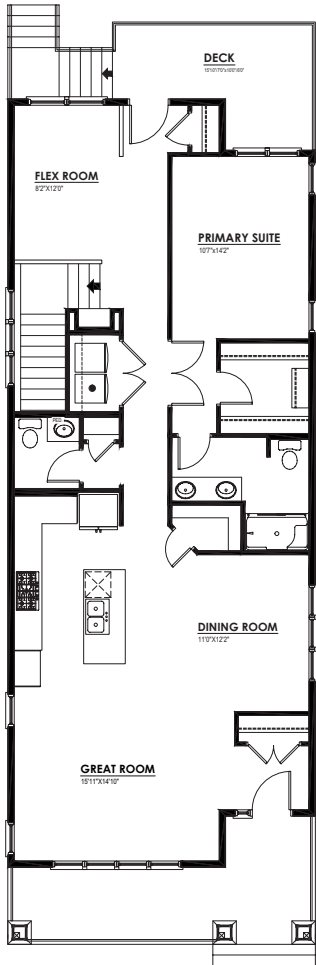 DECK
FLEX ROOM
8'2"X12'0"
PRIMARY SUITE
10'7"x14'2"
DINING ROOM
11'0"X12'2"
GREAT ROOM
15'11"X14'10"